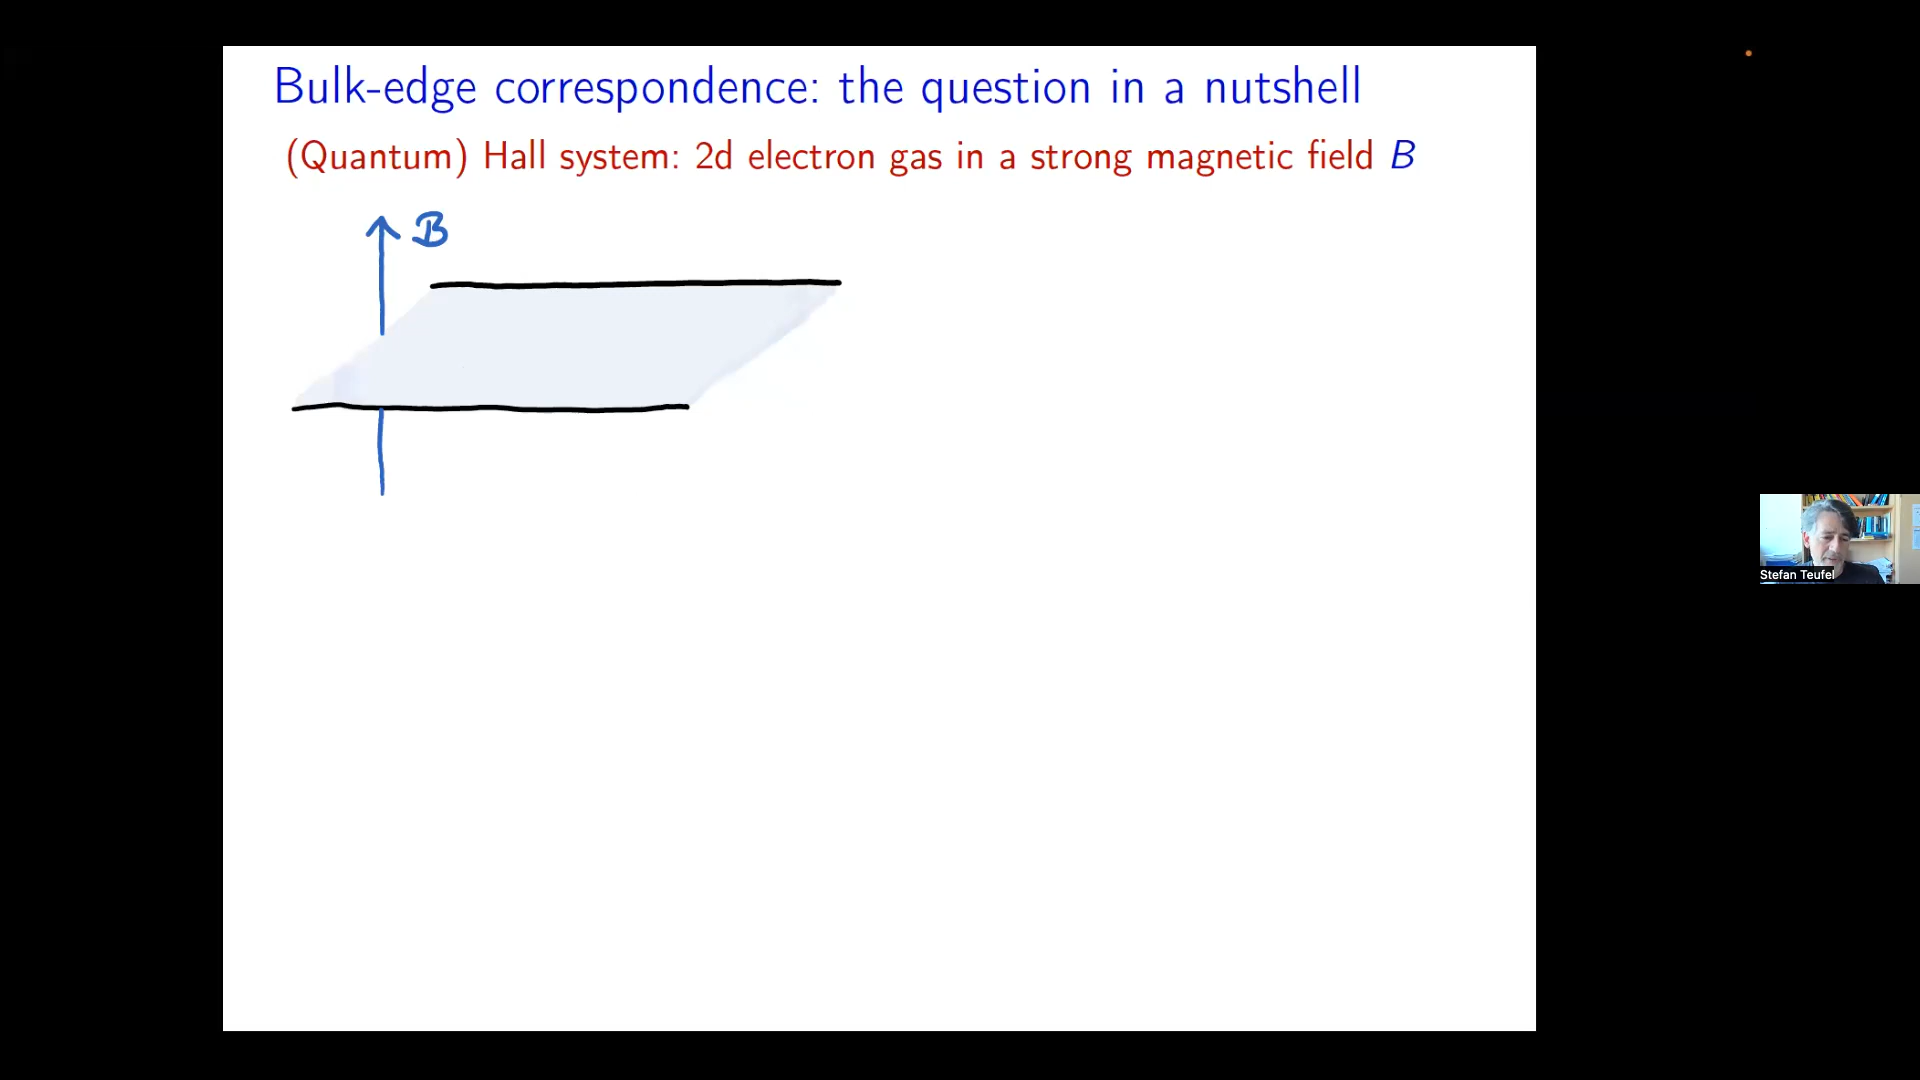 Bulk-edge correspondence: the question in a nutshell
(Quantum) Hall system: 2d electron gas in a strong magnetic field B
B
Stefan Teufel